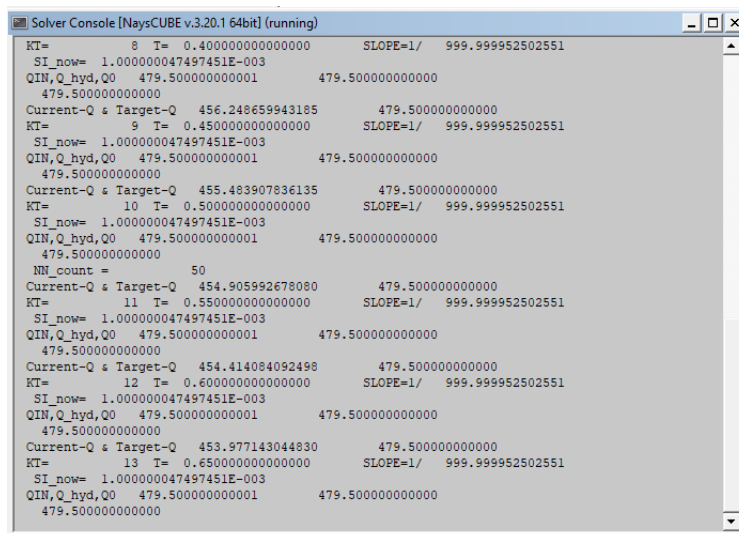 Solver Console [NaysCUBE v.3.20.1 64bit] (running)
KT= 8 T= 0.400000000000000 SLOPE=1/ 999.999952502551
SI_now= 1.000000047497451E-003
QIN,Q_hyd,Q0 479.500000000001 479.500000000000
479.500000000000
Current-Q & Target-Q 456.248659943185 479.500000000000
KT= 9 T= 0.450000000000000 SLOPE=1/ 999.999952502551
SI_now= 1.000000047497451E-003
QIN,Q_hyd,Q0 479.500000000001 479.500000000000
479.500000000000
Current-Q & Target-Q 455.483907836135 479.500000000000
KT= 10 T= 0.500000000000000 SLOPE=1/ 999.999952502551
SI_now= 1.000000047497451E-003
QIN,Q_hyd,Q0 479.500000000001 479.500000000000
479.500000000000
NN_count = 50
Current-Q & Target-Q 454.905992678080 479.500000000000
KT= 11 T= 0.550000000000000 SLOPE=1/ 999.999952502551
SI_now= 1.000000047497451E-003
QIN,Q_hyd,Q0 479.500000000001 479.500000000000
479.500000000000
Current-Q & Target-Q 454.414084092498 479.500000000000
KT= 12 T= 0.600000000000000 SLOPE=1/ 999.999952502551
SI_now= 1.000000047497451E-003
QIN,Q_hyd,Q0 479.500000000001 479.500000000000
479.500000000000
Current-Q & Target-Q 453.977143044830 479.500000000000
KT= 13 T= 0.650000000000000 SLOPE=1/ 999.999952502551
SI_now= 1.000000047497451E-003
QIN,Q_hyd,Q0 479.500000000001 479.500000000000
479.500000000000